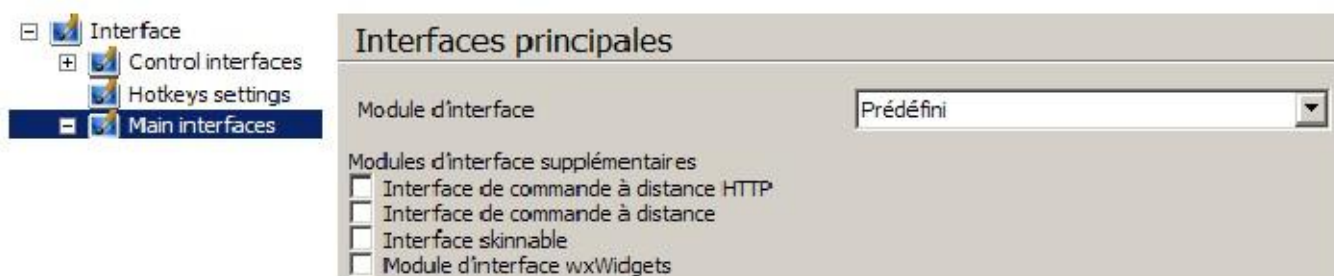 Interface
Control interfaces
Hotkeys settings
Main interfaces
Interfaces principales
Module d'interface
Prédéfini
Modules d'interface supplémentaires
Interface de commande à distance HTTP
Interface de commande à distance
Interface skinnable
Module d'interface wxWidgets